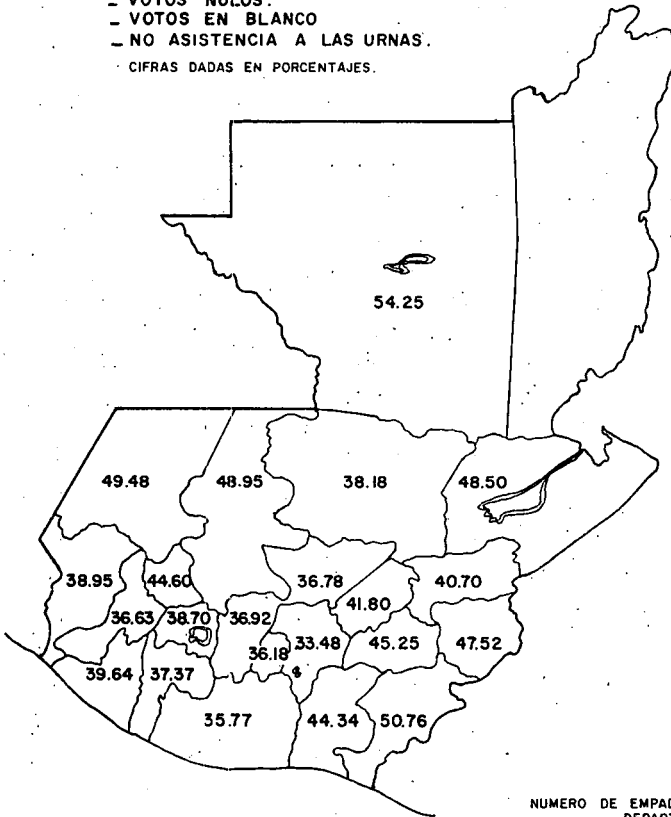 _ VOTOS NULOS.
_ VOTOS EN BLANCO
_ NO ASISTENCIA A LAS URNAS.
CIFRAS DADAS EN PORCENTAJES.
54.25
49.48 48.95 38.18 48.50
38.95 44.60 36.78 40.70
36.63 38.70 36.92 41.80
36.18 33.48 45.25 47.52
39.64 37.37
35.77 44.34 50.76
NUMERO DE